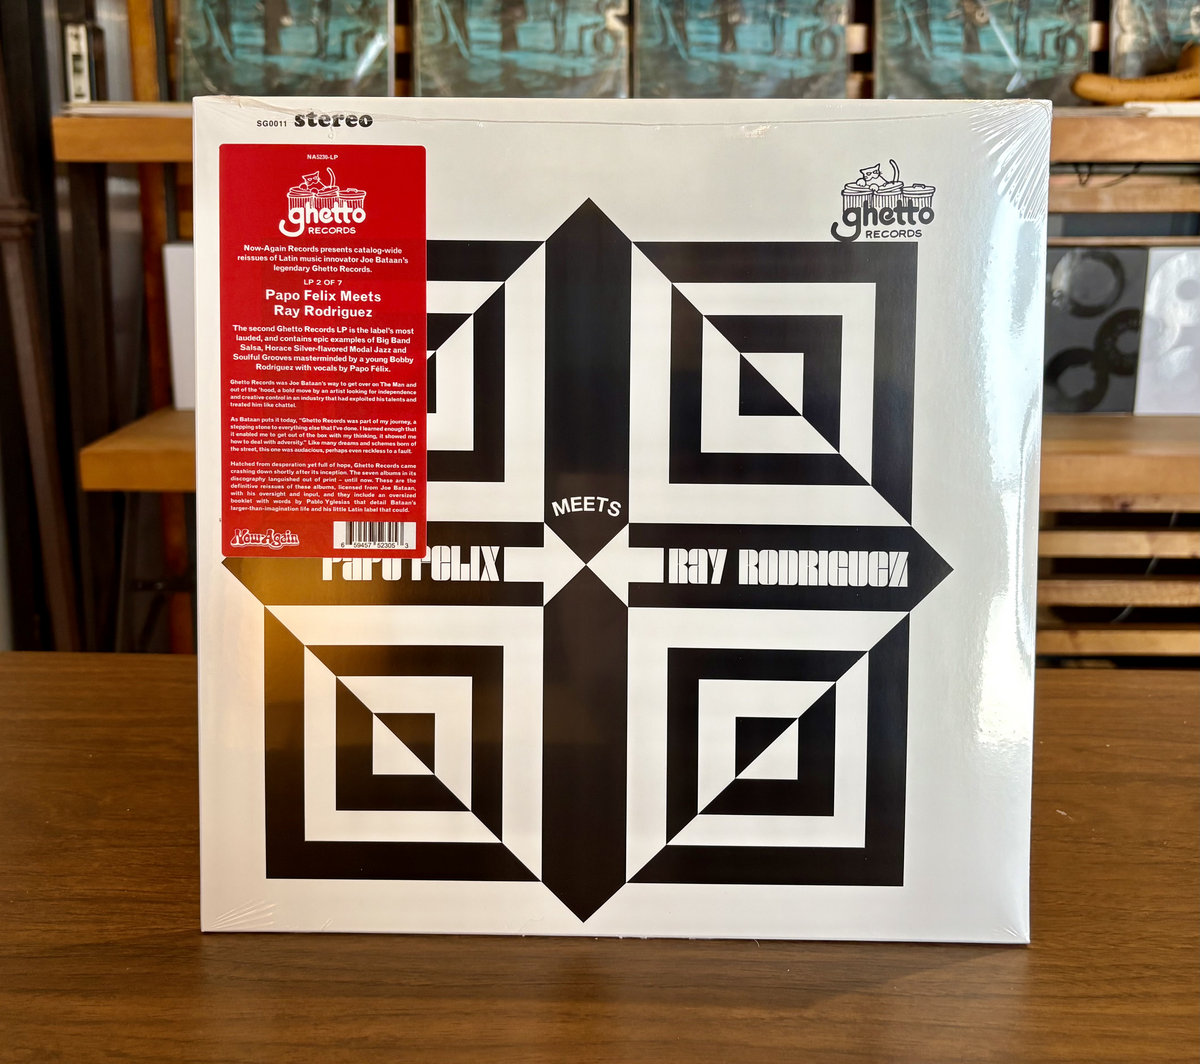 SG0011 stereo
NA5236-LP
ghetto
RECORDS
Now-Again Records presents catalog-wide
reissues of Latin music innovator Joe Bataan's
legendary Ghetto Records.
LP 2 OF 7
Papo Felix Meets
Ray Rodriguez
The second Ghetto Records LP is the label's most
lauded, and contains epic examples of Big Band
Salsa, Horace Silver-flavored Modal Jazz and
Soulful Grooves masterminded by a young Bobby
Rodriguez with vocals by Papo Félix.
Ghetto Records was Joe Bataan's way to get over on The Man and
out of the 'hood, a bold move by an artist looking for independence
and creative control in an industry that had exploited his talents and
treated him like chattel.
As Bataan puts it today, "Ghetto Records was part of my journey, a
stepping stone to everything else that I've done. I learned enough that
it enabled me to get out of the box with my thinking, it showed me
how to deal with adversity." Like many dreams and schemes born of
the street, this one was audacious, perhaps even reckless to a fault.
Hatched from desperation yet full of hope, Ghetto Records came
crashing down shortly after its inception. The seven albums in its
discography languished out of print – until now. These are the
definitive reissues of these albums, licensed from Joe Bataan,
with his oversight and input, and they include an oversized
booklet with words by Pablo Yglesias that detail Bataan's
larger-than-imagination life and his little Latin label that could.
Now-Again
6 59457 52305 3
ghetto
RECORDS
MEETS
PAPO FELIX
RAY RODRIGUEZ